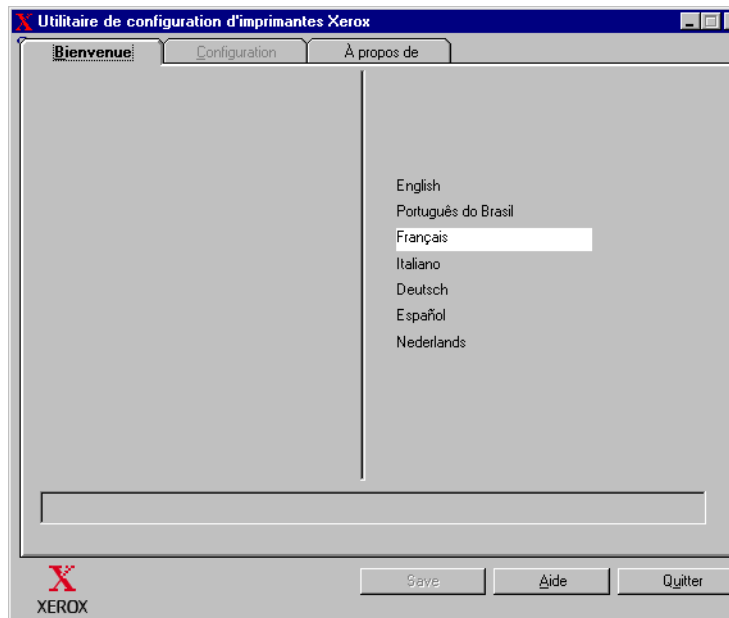 X Utilitaire de configuration d'imprimantes Xerox
Bienvenue Configuration À propos de
English
Português do Brasil
Français
Italiano
Deutsch
Español
Nederlands
Save Aide Quitter
X
XEROX